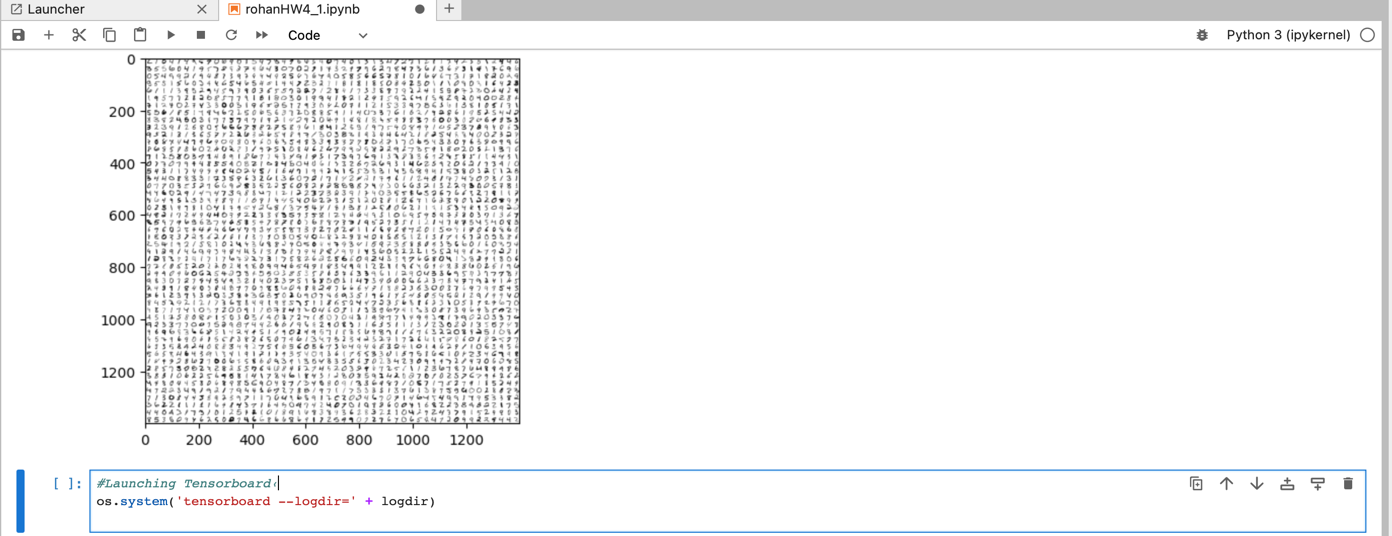 Launcher
rohanHW4_1.ipynb
Code
Python 3 (ipykernel)
0
200
400
600
800
1000
1200
0 200 400 600 800 1000 1200
[ ]:
#Launching Tensorboard
os.system('tensorboard --logdir=' + logdir)